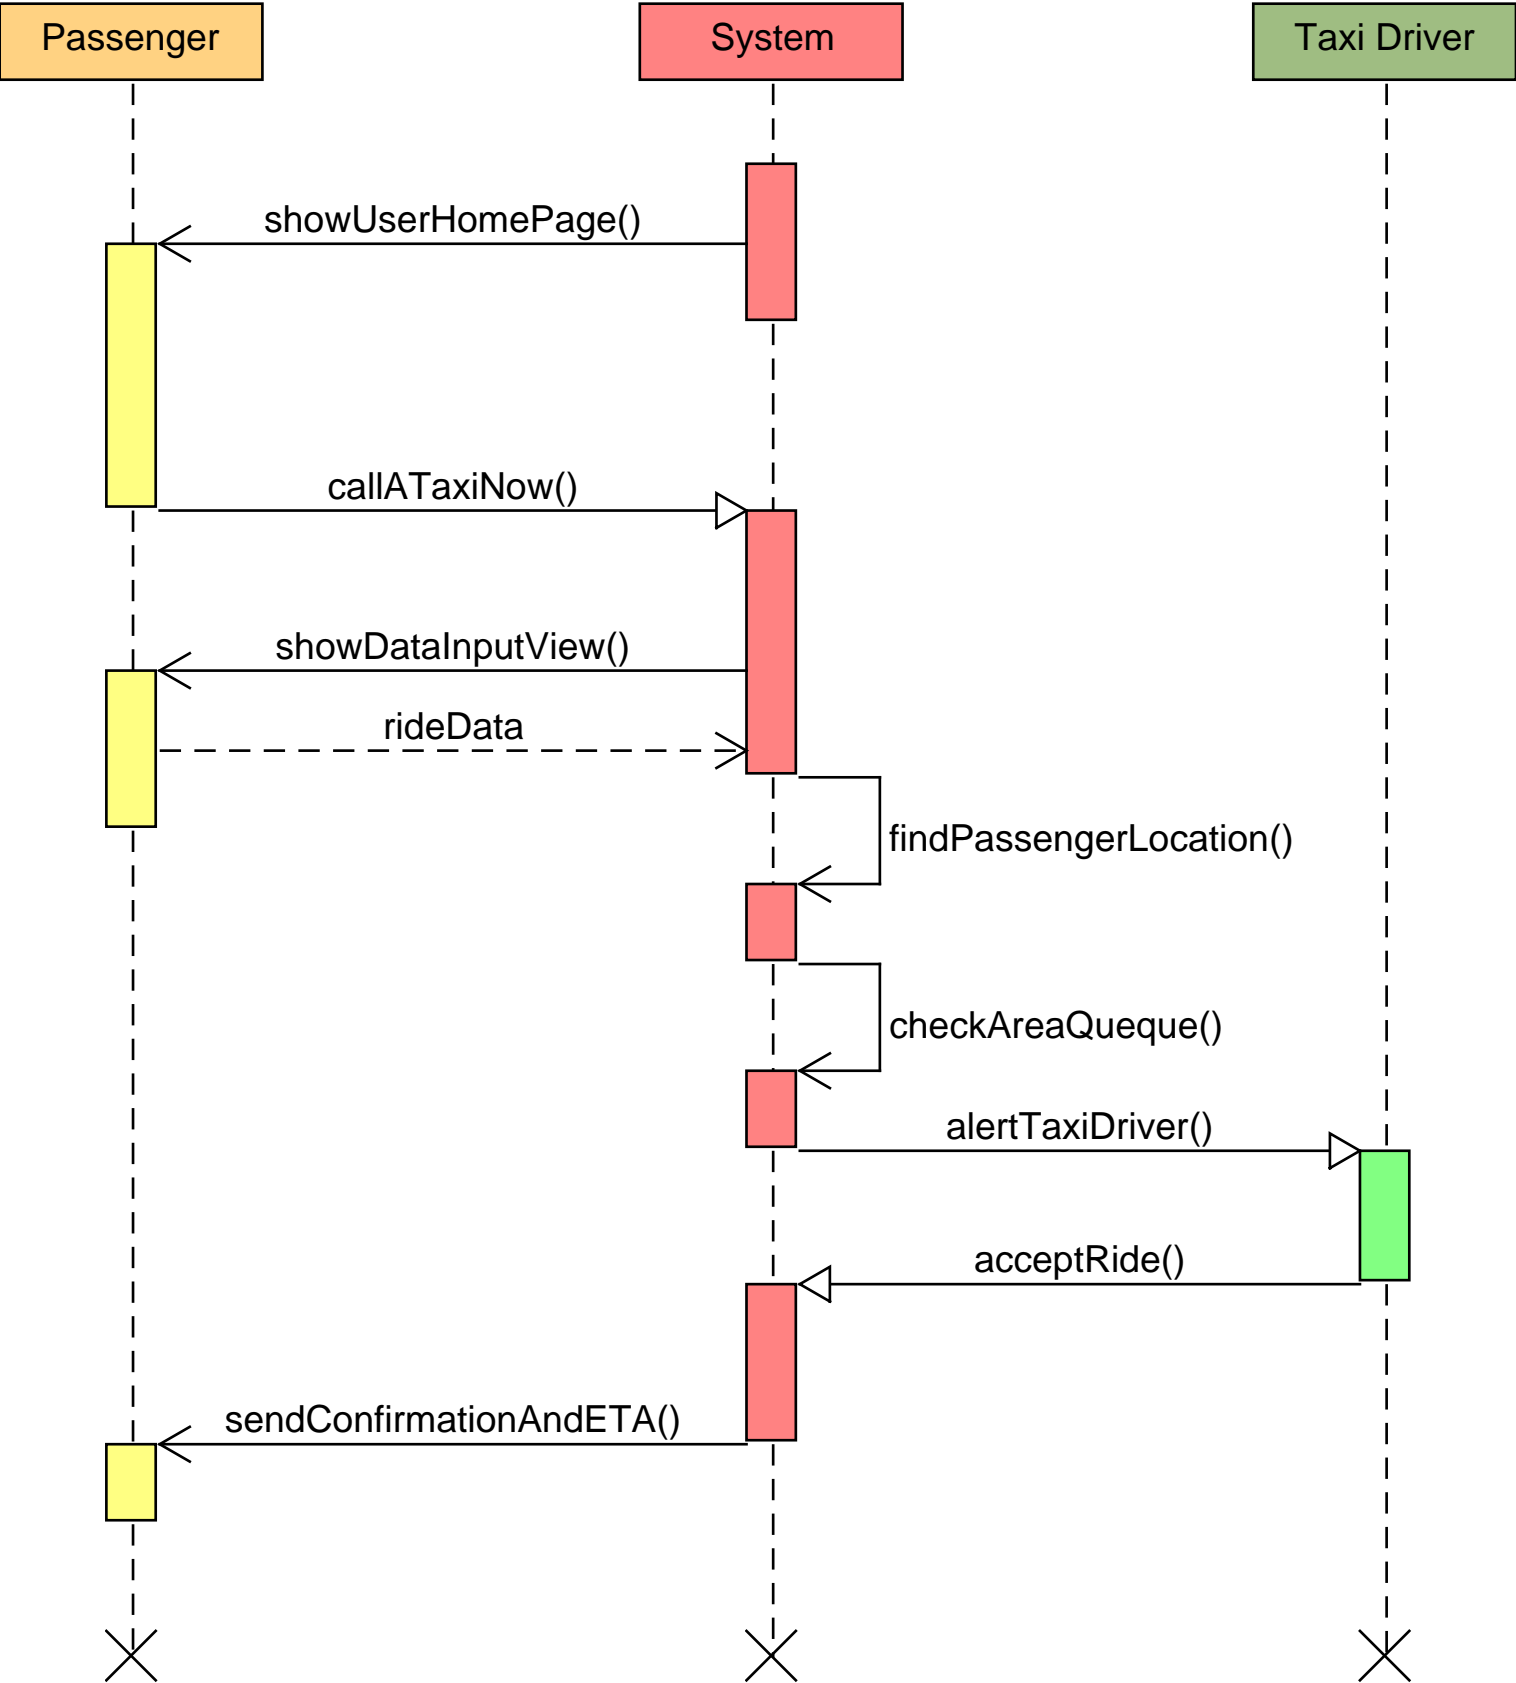 Passenger
System
Taxi Driver
showUserHomePage()
callATaxiNow()
showDataInputView()
rideData
findPassengerLocation()
checkAreaQueque()
alertTaxiDriver()
acceptRide()
sendConfirmationAndETA()